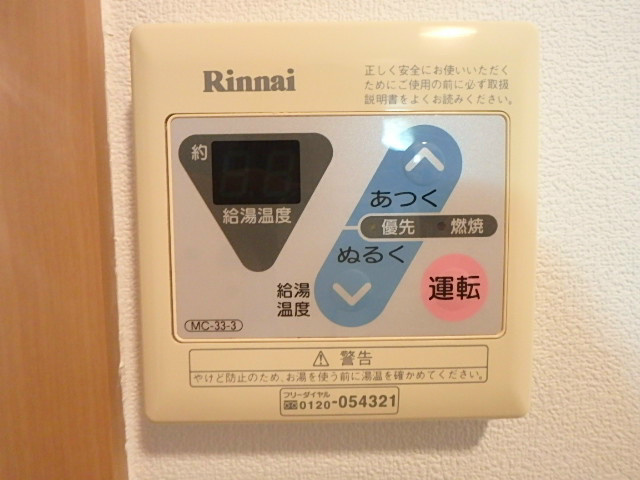 Rinnai
正しく安全にお使いいただく
ためにご使用の前に必ず取扱
説明書をよくお読みください。
約
給湯温度
あつく
優先 燃焼
ぬるく
給湯
温度
運転
MC-33-3
警告
やけど防止のため、お湯を使う前に湯温を確かめてください。
フリーダイヤル
0120-054321